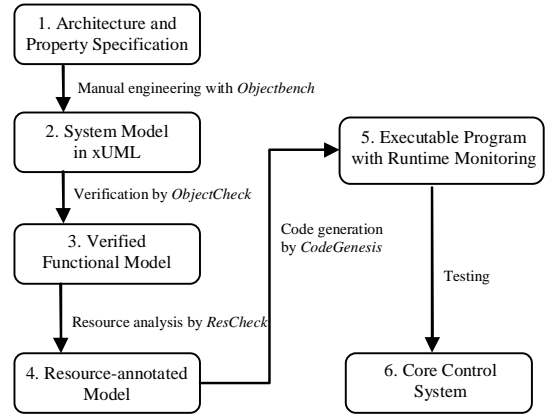 1. Architecture and
Property Specification
Manual engineering with Objectbench
2. System Model
in xUML
Verification by ObjectCheck
3. Verified
Functional Model
Resource analysis by ResCheck
4. Resource-annotated
Model
Code generation
by CodeGenesis
5. Executable Program
with Runtime Monitoring
Testing
6. Core Control
System